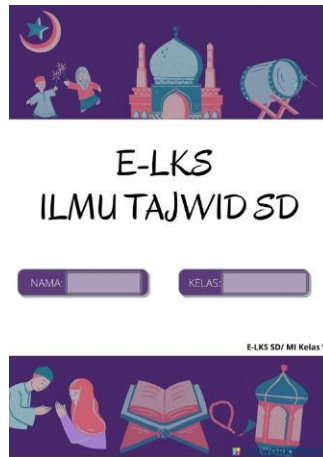 E-LKS
ILMU TAJWID SD
NAMA:
KELAS:
E-LKS SD/ MI Kelas